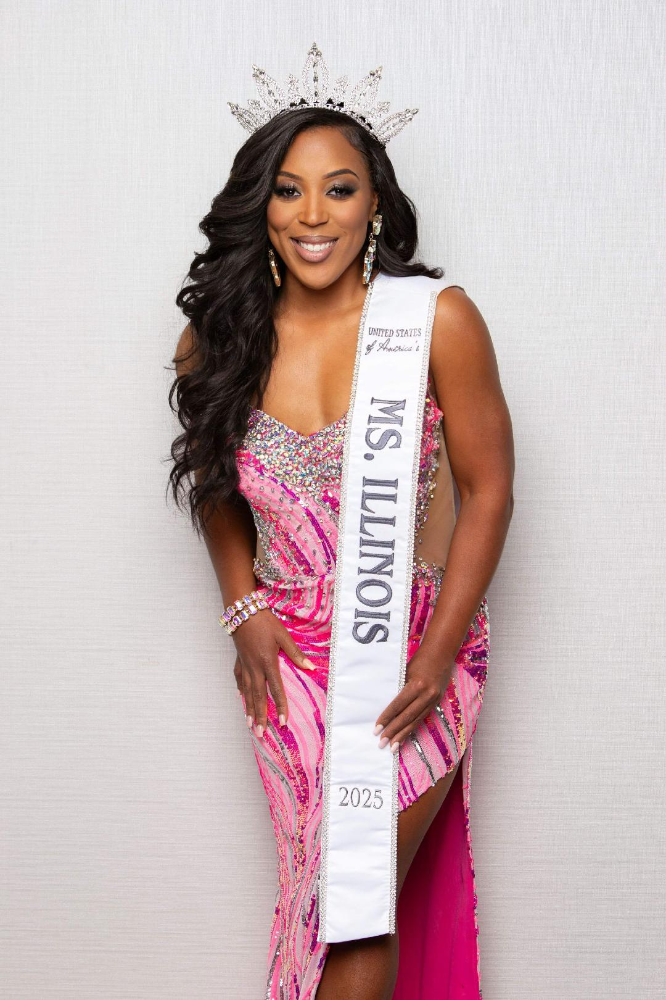 UNITED STATES
of America's
MS. ILLINOIS
2025